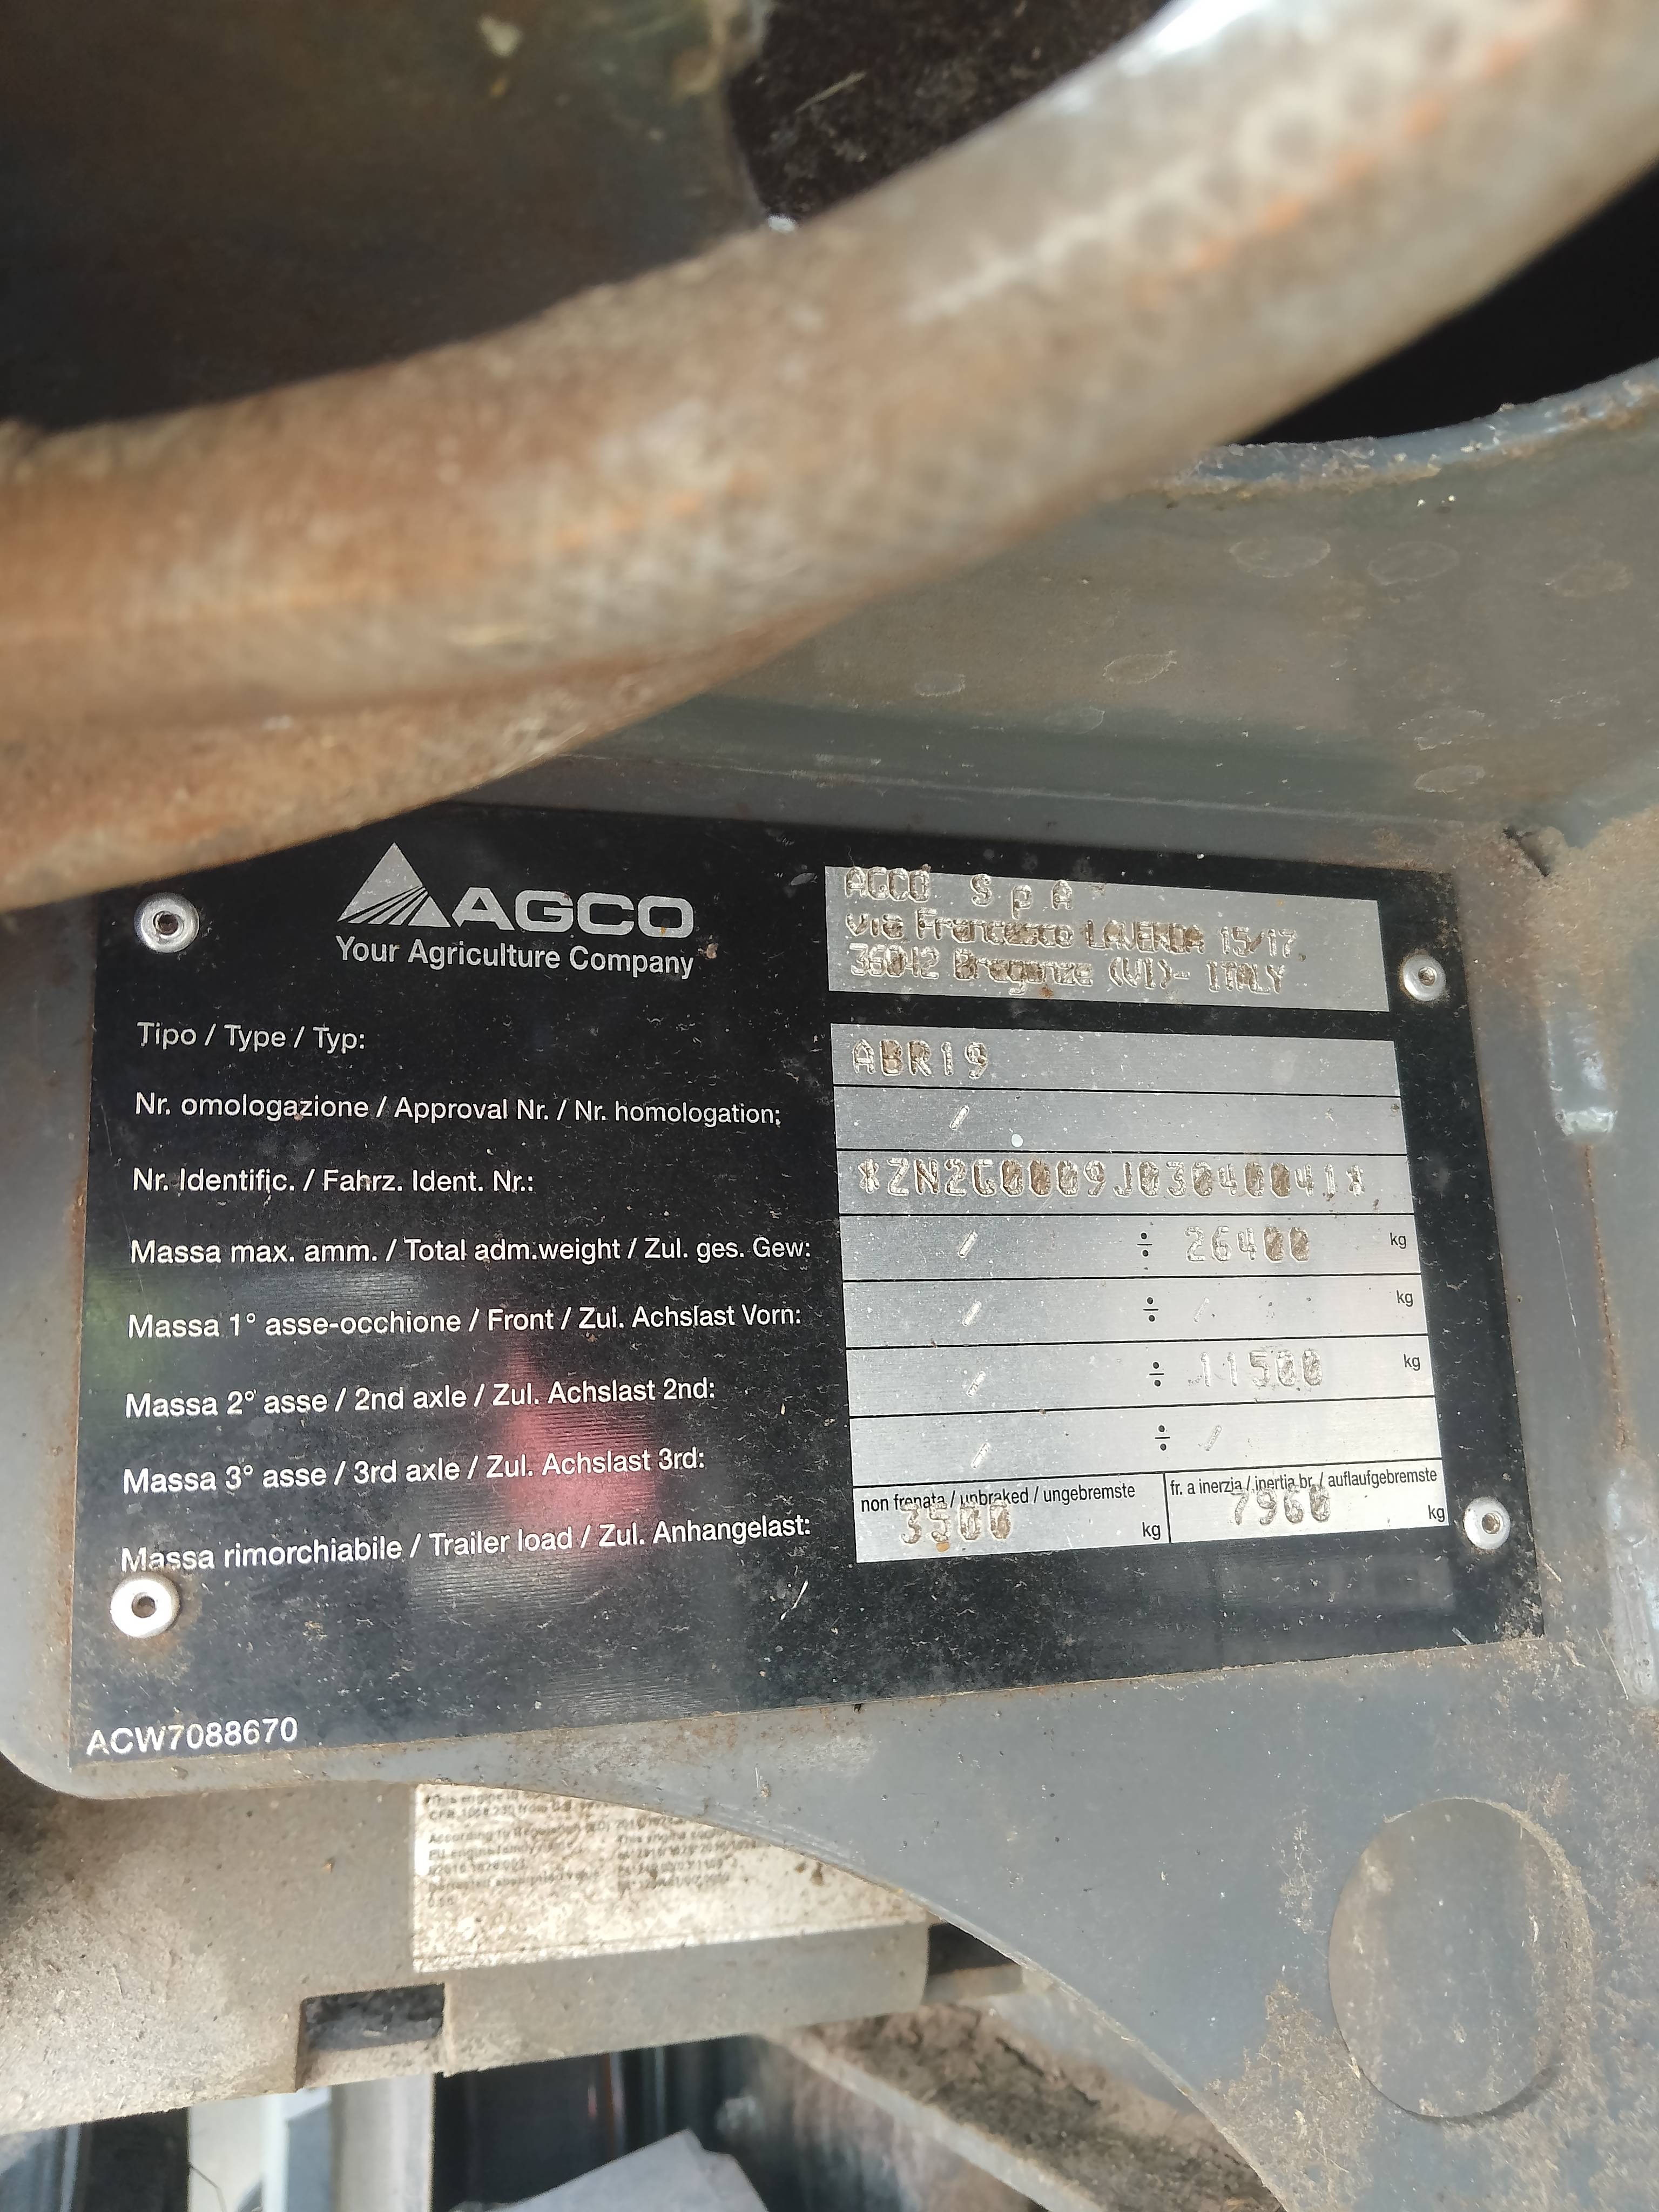 AGCO
Your Agriculture Company
AGCO S p A
via Francesco LAVERDA 15/17
36042 Breganze (VI)- ITALY
Tipo / Type / Typ: ABR19
Nr. omologazione / Approval Nr. / Nr. homologation: /
Nr. Identific. / Fahrz. Ident. Nr.: *ZN2G0009J03040041*
Massa max. amm. / Total adm.weight / Zul. ges. Gew: / ÷ 26400 kg
Massa 1° asse-occhione / Front / Zul. Achslast Vorn: / ÷ / kg
Massa 2° asse / 2nd axle / Zul. Achslast 2nd: / ÷ 11500 kg
Massa 3° asse / 3rd axle / Zul. Achslast 3rd: / ÷ /
non frenata / unbraked / ungebremste fr. a inerzia / inertia br. / auflaufgebremste
Massa rimorchiabile / Trailer load / Zul. Anhangelast: 3500 kg 7960 kg
ACW7088670